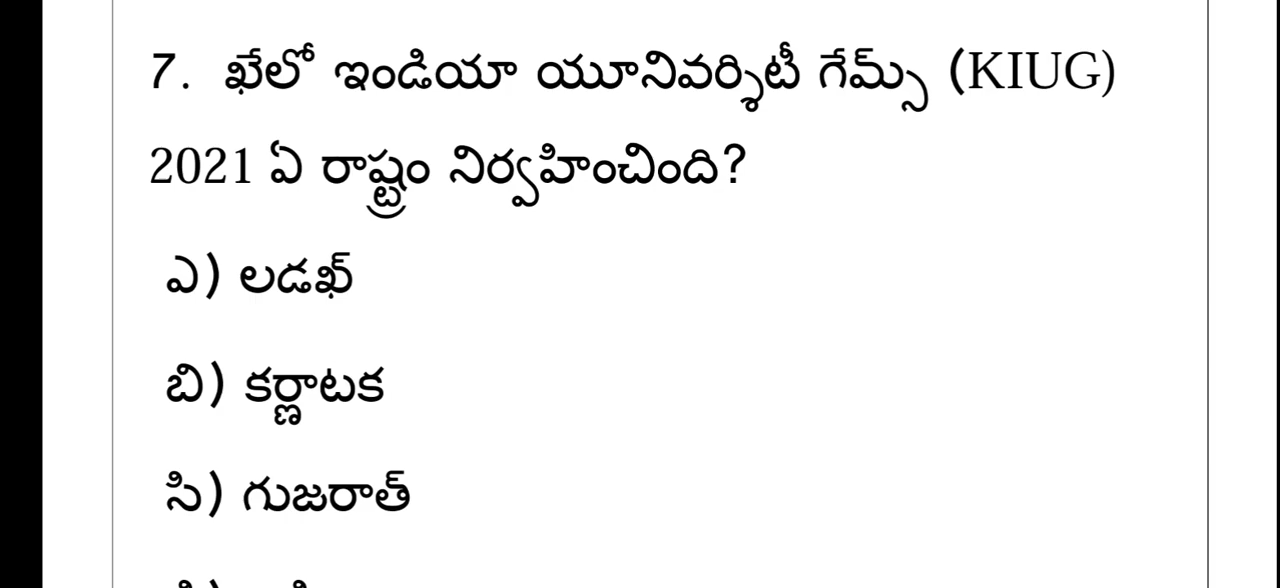 7. ఖేలో ఇండియా యూనివర్శిటీ గేమ్స్ (KIUG)
2021 ఏ రాష్ట్రం నిర్వహించింది?
ఎ) లడఖ్
బి) కర్ణాటక
సి) గుజరాత్